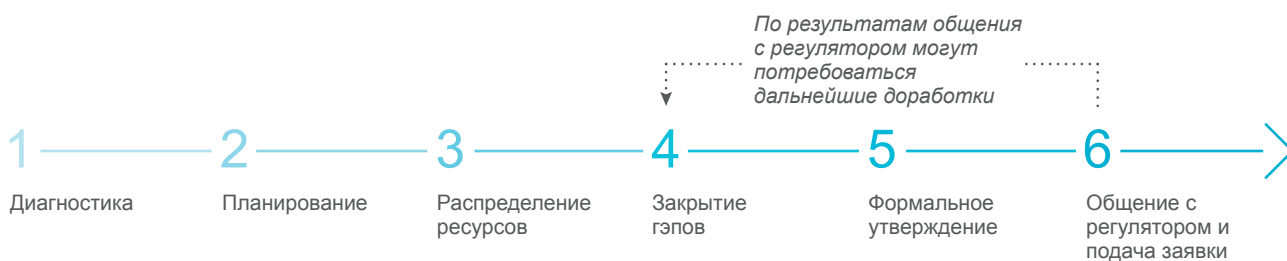 По результатам общения
с регулятором могут
потребоваться
дальнейшие доработки
1 2 3 4 5 6
Диагностика
Планирование
Распределение
ресурсов
Закрытие
гэпов
Формальное
утверждение
Общение с
регулятором и
подача заявки